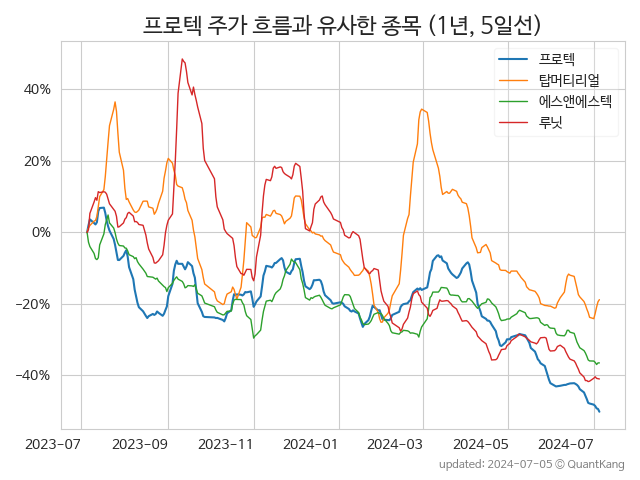 프로텍 주가 흐름과 유사한 종목 (1년, 5일선)
프로텍
탑머티리얼
에스앤에스텍
루닛
40%
20%
0%
−20%
−40%
2023−07
2023−09
2023−11
2024−01
2024−03
2024−05
2024−07
updated: 2024-07-05 © QuantKang